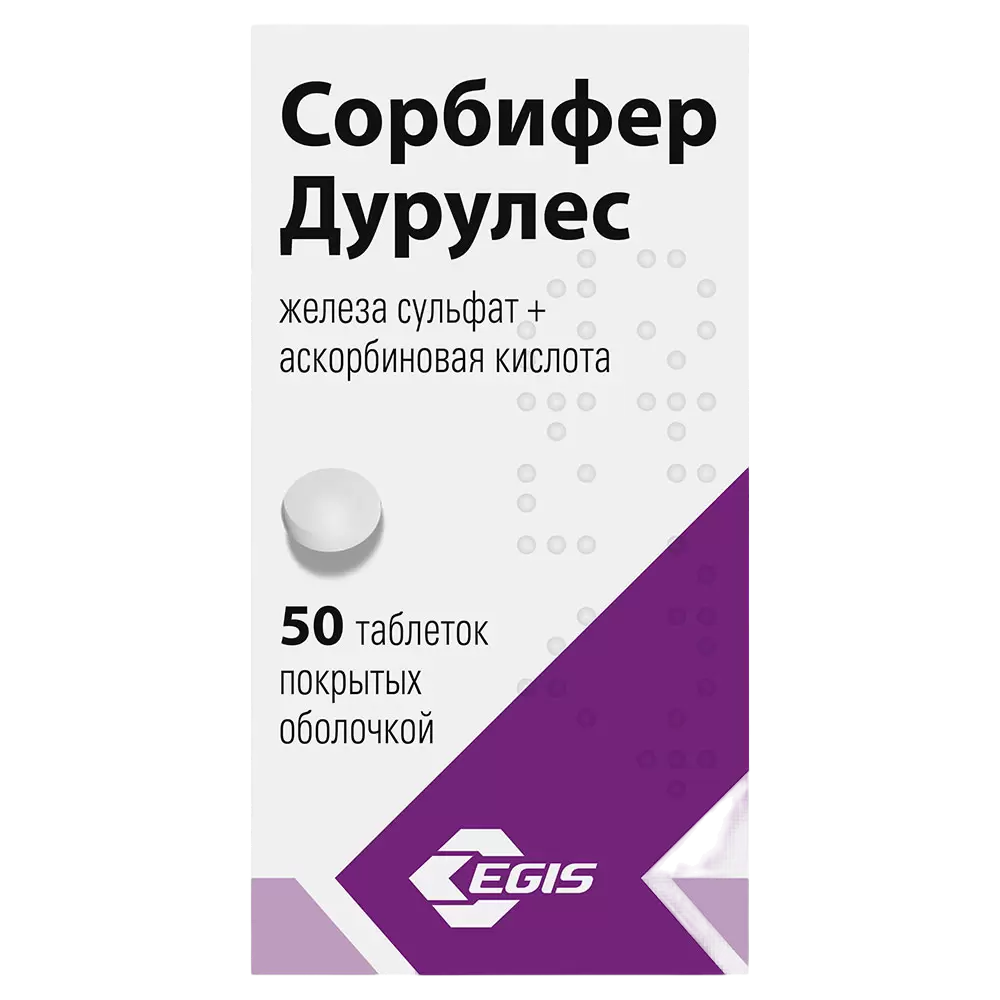 Сорбифер
Дурулес
железа сульфат +
аскорбиновая кислота
50 таблеток
покрытых
оболочкой
EGIS